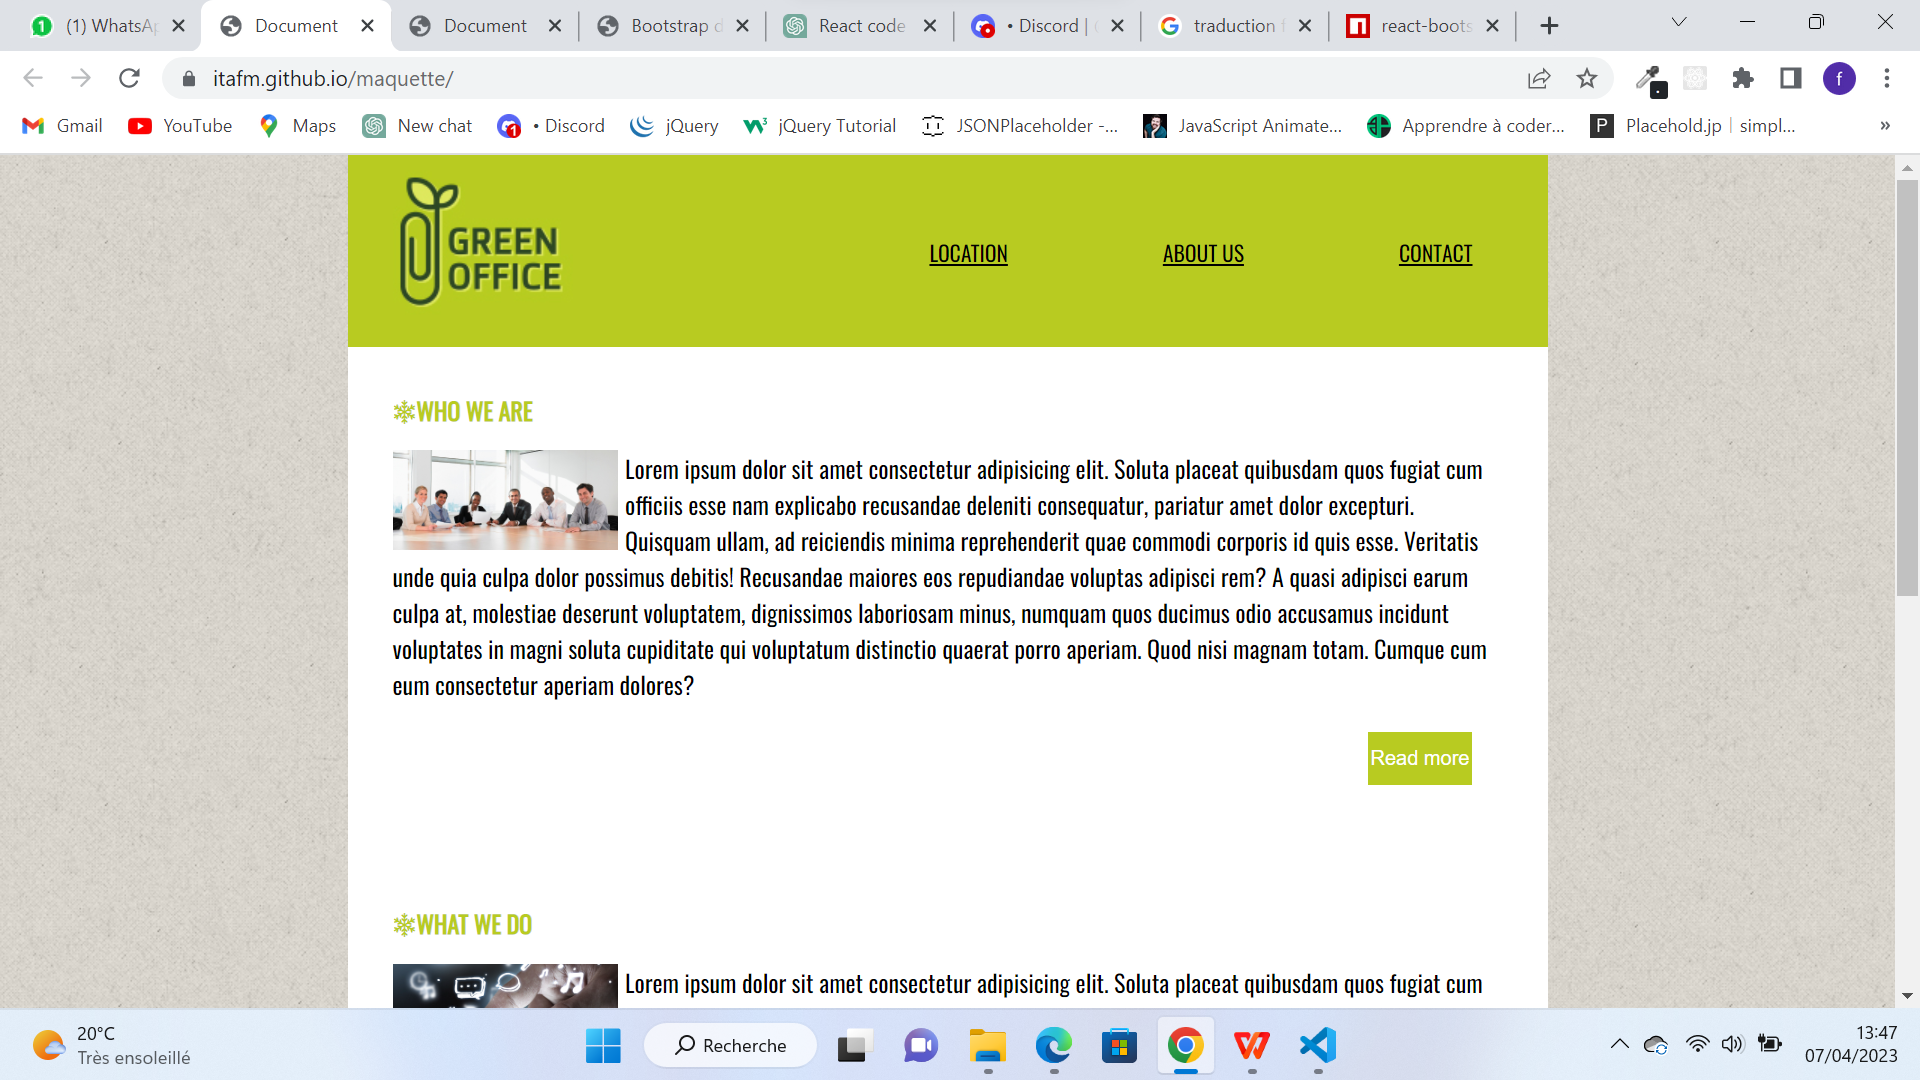 (1) WhatsAp
Document
Document
Bootstrap d
React code
• Discord |
traduction f
react-boots
itafm.github.io/maquette/
f
Gmail
YouTube
Maps
New chat
1
• Discord
jQuery
jQuery Tutorial
JSONPlaceholder -...
JavaScript Animate...
Apprendre à coder...
P
Placehold.jp | simpl...
»
GREEN
OFFICE
LOCATION
ABOUT US
CONTACT
WHO WE ARE
Lorem ipsum dolor sit amet consectetur adipisicing elit. Soluta placeat quibusdam quos fugiat cum
officiis esse nam explicabo recusandae deleniti consequatur, pariatur amet dolor excepturi.
Quisquam ullam, ad reiciendis minima reprehenderit quae commodi corporis id quis esse. Veritatis
unde quia culpa dolor possimus debitis! Recusandae maiores eos repudiandae voluptas adipisci rem? A quasi adipisci earum
culpa at, molestiae deserunt voluptatem, dignissimos laboriosam minus, numquam quos ducimus odio accusamus incidunt
voluptates in magni soluta cupiditate qui voluptatum distinctio quaerat porro aperiam. Quod nisi magnam totam. Cumque cum
eum consectetur aperiam dolores?
Read more
WHAT WE DO
Lorem ipsum dolor sit amet consectetur adipisicing elit. Soluta placeat quibusdam quos fugiat cum
20°C
Très ensoleillé
Recherche
13:47
07/04/2023